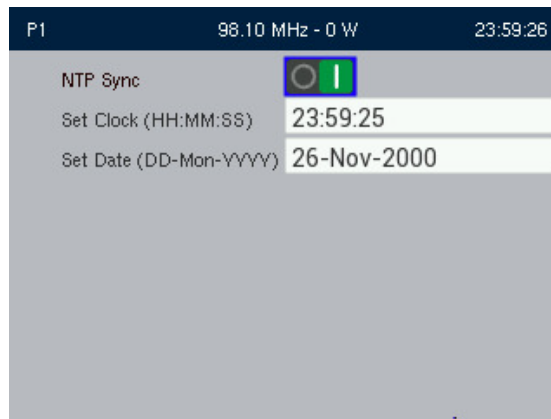 P1 98.10 MHz - 0 W 23:59:26
NTP Sync
Set Clock (HH:MM:SS) 23:59:25
Set Date (DD-Mon-YYYY) 26-Nov-2000